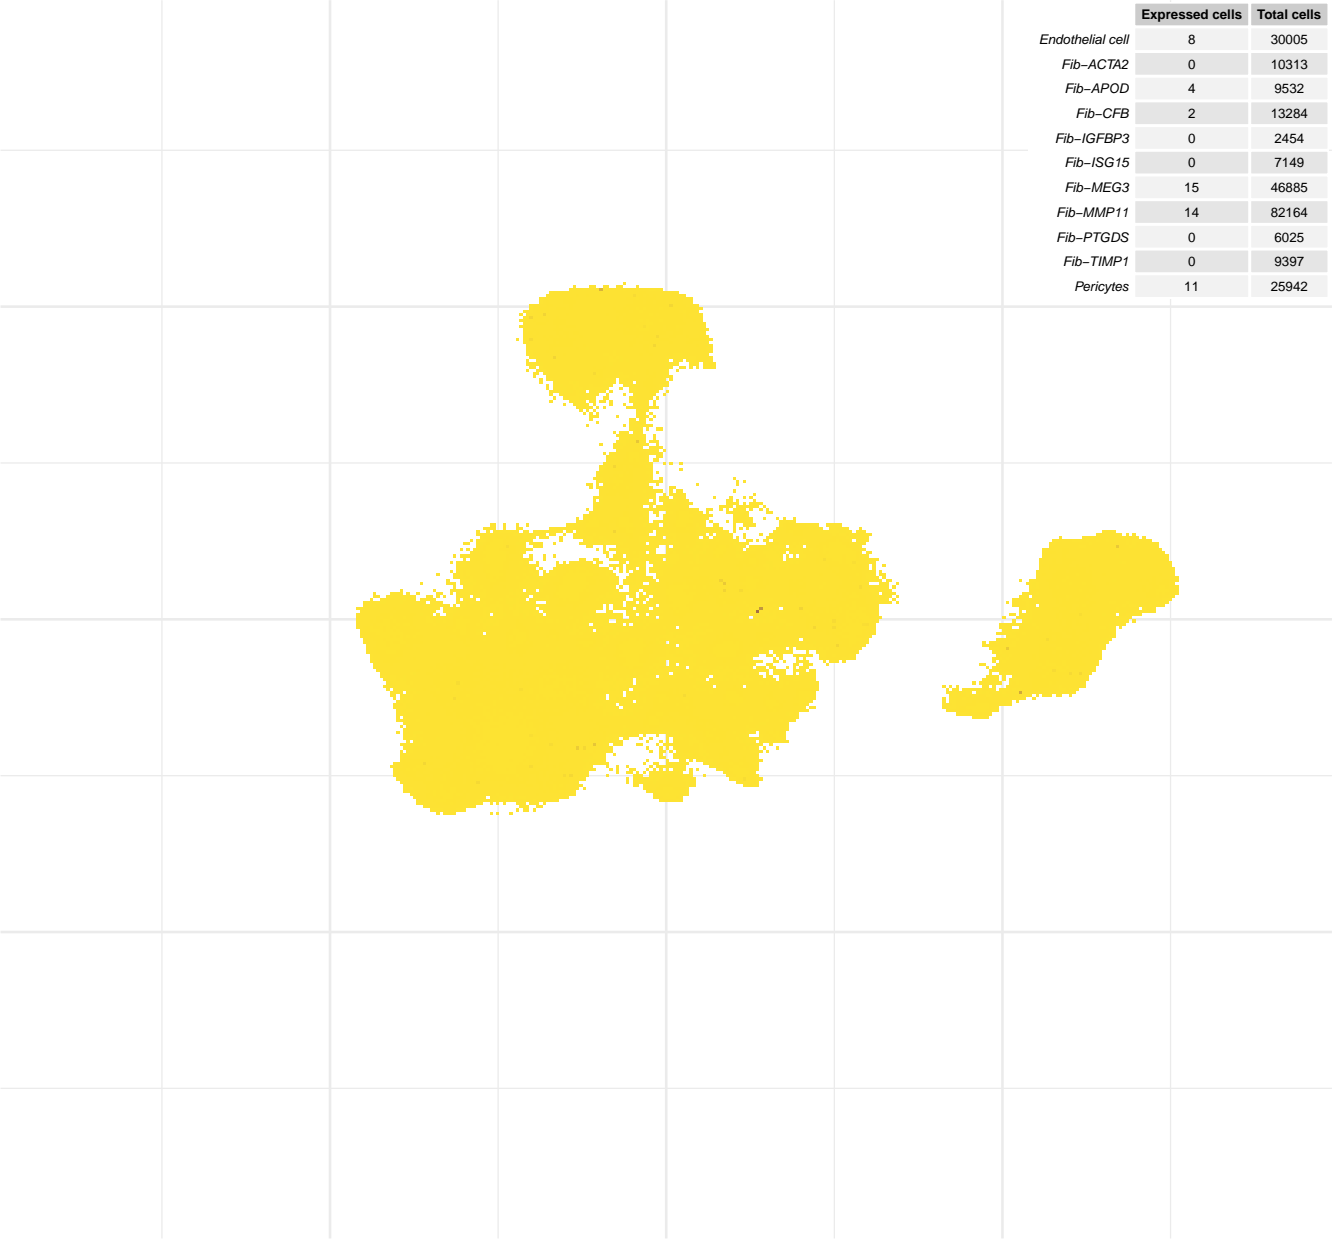 Expressed cells Total cells
Endothelial cell 8 30005
Fib−ACTA2 0 10313
Fib−APOD 4 9532
Fib−CFB 2 13284
Fib−IGFBP3 0 2454
Fib−ISG15 0 7149
Fib−MEG3 15 46885
Fib−MMP11 14 82164
Fib−PTGDS 0 6025
Fib−TIMP1 0 9397
Pericytes 11 25942